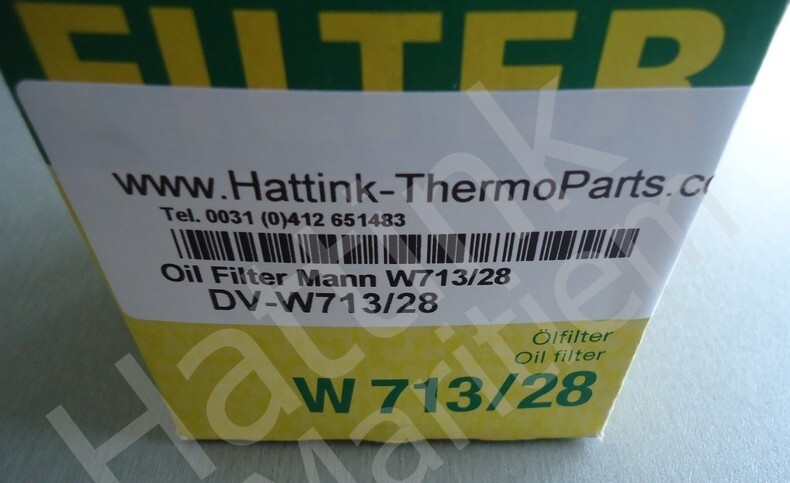 FILTER
www.Hattink-ThermoParts.co
Tel. 0031 (0)412 651483
Oil Filter Mann W713/28
DV-W713/28
Ölfilter
Oil filter
W 713/28
Hattink
Maritiem